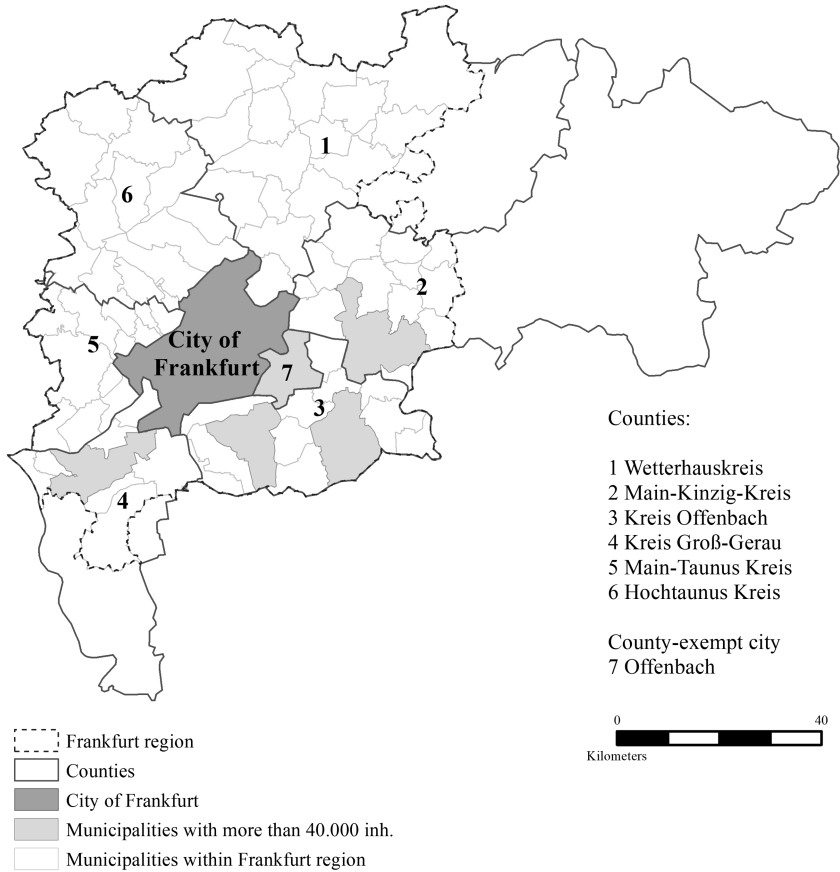 1
6
2
5
City of
Frankfurt
7
3
4
Counties:
1 Wetterhauskreis
2 Main-Kinzig-Kreis
3 Kreis Offenbach
4 Kreis Groß-Gerau
5 Main-Taunus Kreis
6 Hochtaunus Kreis
County-exempt city
7 Offenbach
0 40
Kilometers
Frankfurt region
Counties
City of Frankfurt
Municipalities with more than 40.000 inh.
Municipalities within Frankfurt region